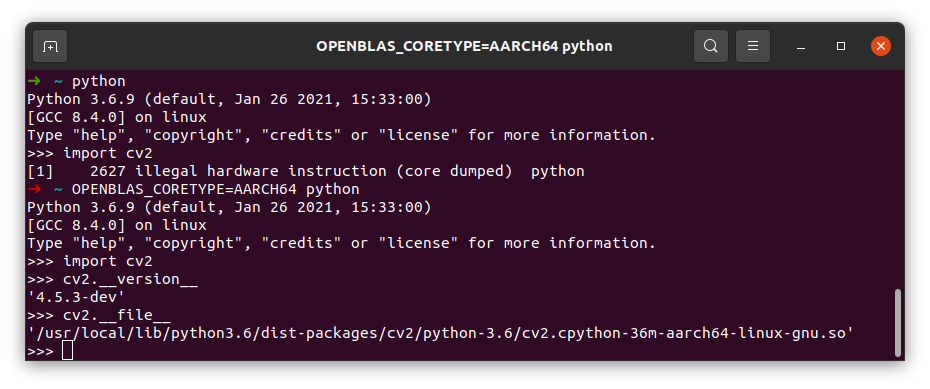 OPENBLAS_CORETYPE=AARCH64 python
➜ ~ python
Python 3.6.9 (default, Jan 26 2021, 15:33:00)
[GCC 8.4.0] on linux
Type "help", "copyright", "credits" or "license" for more information.
>>> import cv2
[1]    2627 illegal hardware instruction (core dumped)  python
➜ ~ OPENBLAS_CORETYPE=AARCH64 python
Python 3.6.9 (default, Jan 26 2021, 15:33:00)
[GCC 8.4.0] on linux
Type "help", "copyright", "credits" or "license" for more information.
>>> import cv2
>>> cv2.__version__
'4.5.3-dev'
>>> cv2.__file__
'/usr/local/lib/python3.6/dist-packages/cv2/python-3.6/cv2.cpython-36m-aarch64-linux-gnu.so'
>>>